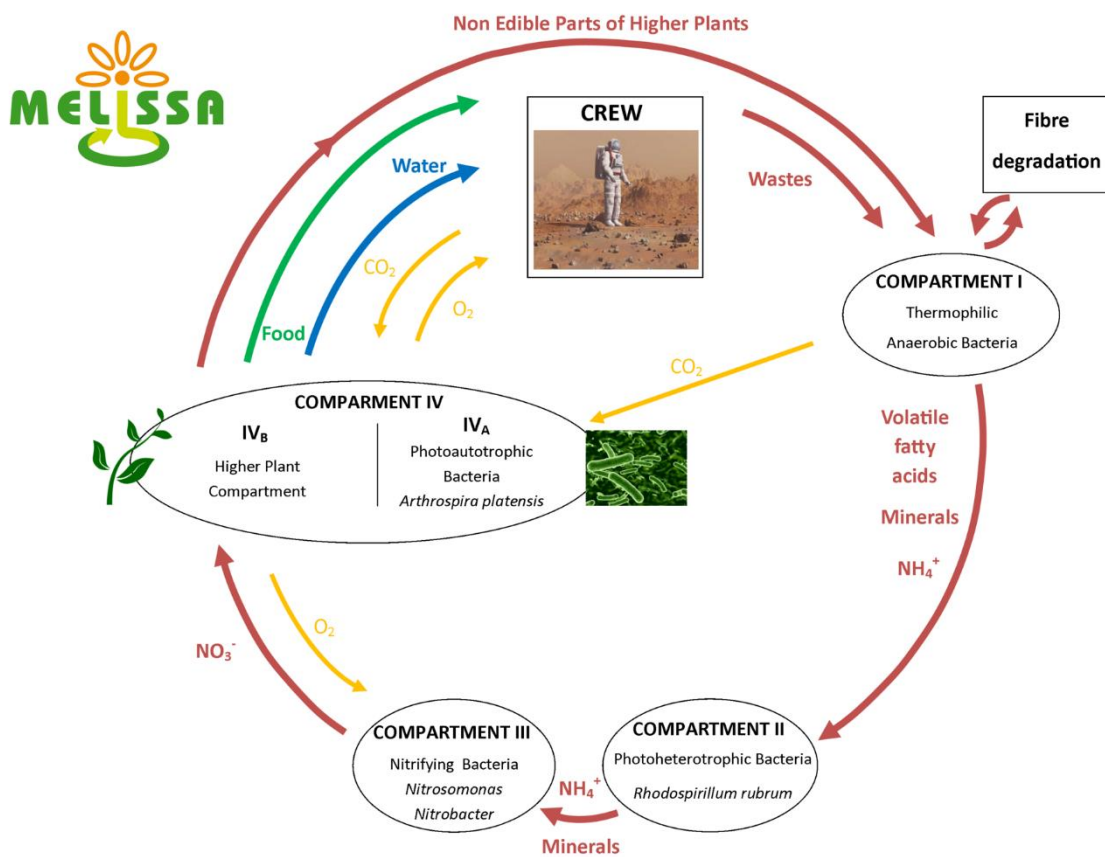 Non Edible Parts of Higher Plants
MELISSA
CREW
Fibre
degradation
Water
Wastes
CO₂
O₂
Food
COMPARTMENT I
Thermophilic
Anaerobic Bacteria
CO₂
COMPARMENT IV
IV_B
Higher Plant
Compartment
IV_A
Photoautotrophic
Bacteria
Arthrospira platensis
Volatile
fatty
acids
Minerals
NH₄⁺
O₂
NO₃⁻
COMPARTMENT III
Nitrifying Bacteria
Nitrosomonas
Nitrobacter
COMPARTMENT II
Photoheterotrophic Bacteria
Rhodospirillum rubrum
NH₄⁺
Minerals